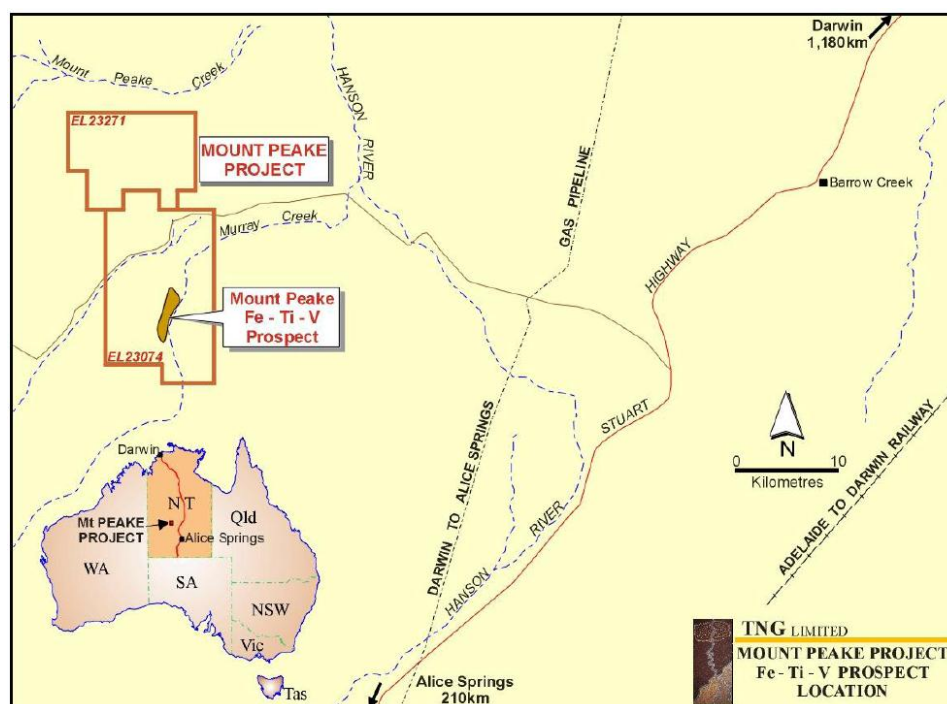 Darwin
1,180km
Mount Peake Creek
HANSON RIVER
EL23271
MOUNT PEAKE
PROJECT
GAS PIPELINE
Barrow Creek
Murray Creek
HIGHWAY
Mount Peake
Fe - Ti - V
Prospect
EL23074
STUART
DARWIN TO ALICE SPRINGS
N
0 10
Kilometres
ADELAIDE TO DARWIN RAILWAY
HANSON RIVER
Darwin
NT
Mt PEAKE
PROJECT
Qld
Alice Springs
WA
SA
NSW
Vic
Tas
Alice Springs
210km
TNG LIMITED
MOUNT PEAKE PROJECT
Fe - Ti - V PROSPECT
LOCATION